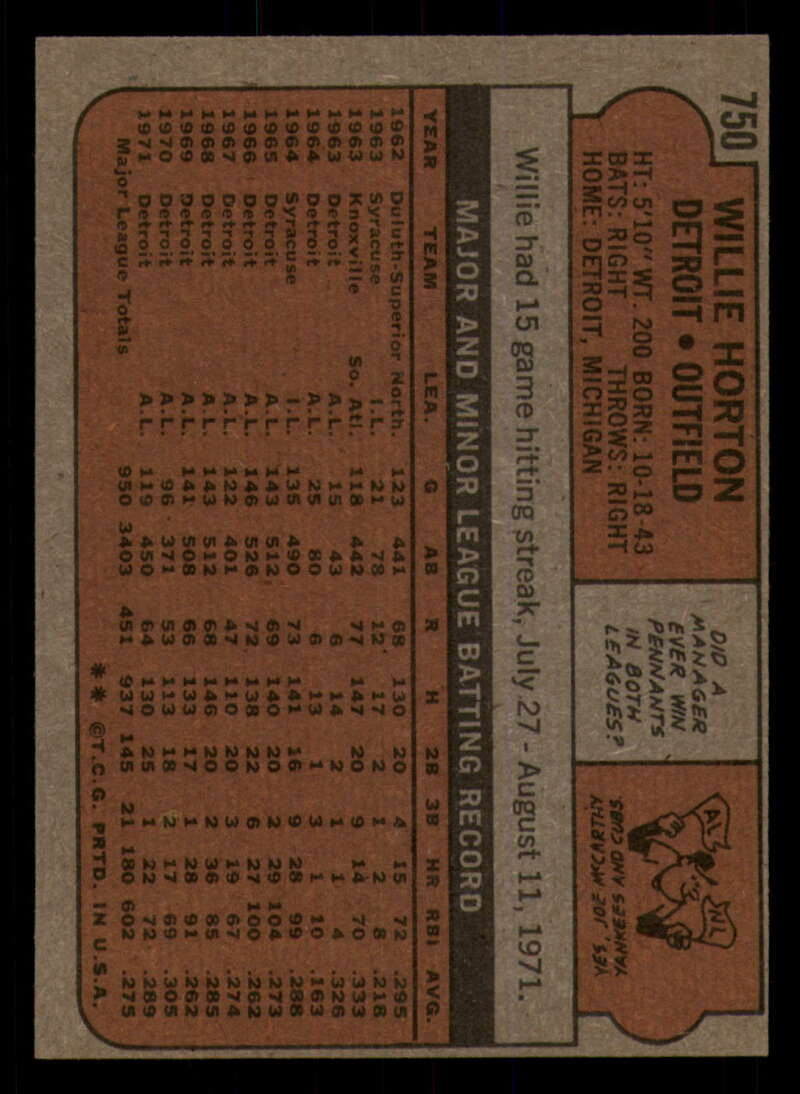 750
WILLIE HORTON
DETROIT • OUTFIELD
HT: 5'10" WT. 200 BORN: 10-18-43
BATS: RIGHT THROWS: RIGHT
HOME: DETROIT, MICHIGAN
DID A
MANAGER
EVER WIN
PENNANTS
IN BOTH
LEAGUES?
AL
NL
YES, JOE McCARTHY
YANKEES AND CUBS.
Willie had 15 game hitting streak, July 27 - August 11, 1971.
MAJOR AND MINOR LEAGUE BATTING RECORD
YEAR TEAM LEA. G AB R H 2B 3B HR RBI AVG.
1962 Duluth-Superior North. 123 441 68 130 20 4 15 72 .295
1963 Syracuse I.L. 21 78 12 17 2 1 2 8 .218
1963 Knoxville So. Atl. 118 442 77 147 20 9 14 70 .333
1963 Detroit A.L. 15 43 6 14 2 1 1 4 .326
1964 Detroit A.L. 25 80 6 13 1 3 1 10 .163
1964 Syracuse I.L. 135 490 73 141 16 9 28 99 .288
1965 Detroit A.L. 143 512 69 140 20 2 29 104 .273
1966 Detroit A.L. 146 526 72 138 22 6 27 100 .262
1967 Detroit A.L. 122 401 47 110 20 3 19 67 .274
1968 Detroit A.L. 143 512 68 146 20 2 36 85 .285
1969 Detroit A.L. 141 508 66 133 17 1 28 91 .262
1970 Detroit A.L. 96 371 53 113 18 2 17 69 .305
1971 Detroit A.L. 119 450 64 130 25 1 22 72 .289
Major League Totals 950 3403 451 937 145 21 180 602 .275
** ©T.C.G. PRTD. IN U.S.A.